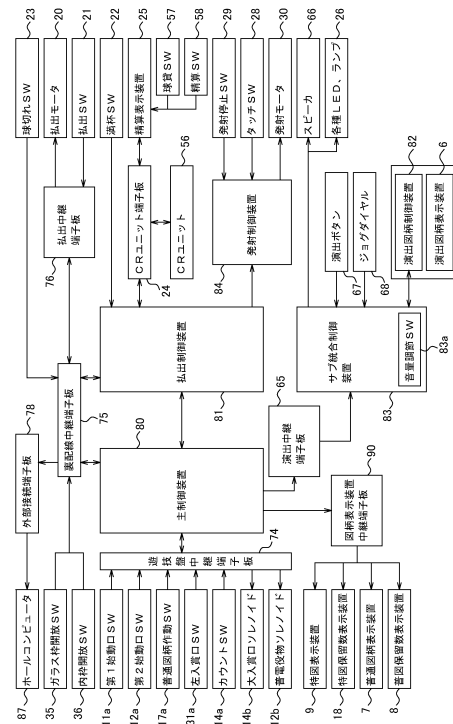 球切れSW
23
払出モータ
20
払出SW
21
満杯SW
22
精算表示装置
25
球貸SW
57
精算SW
58
発射停止SW
29
タッチSW
28
発射モータ
30
スピーカ
66
各種LED、ランプ
26
払出中継
端子板
76
CRユニット端子板
24
CRユニット
56
発射制御装置
84
演出ボタン
67
ジョグダイヤル
68
演出図柄制御装置
82
演出図柄表示装置
6
外部接続端子板
78
裏配線中継端子板
75
払出制御装置
81
サブ統合制御
装置
83
音量調節SW
83a
主制御装置
80
演出中継
端子板
65
遊技盤中継端子板
74
図柄表示装置
中継端子板
90
ホールコンピュータ
87
ガラス枠開放SW
35
内枠開放SW
36
第1始動口SW
11a
第2始動口SW
12a
普通図柄作動SW
17a
左入賞口SW
31a
カウントSW
14a
大入賞口ソレノイド
14b
普電役物ソレノイド
12b
特図表示装置
9
特図保留数表示装置
18
普通図柄表示装置
7
普図保留数表示装置
8